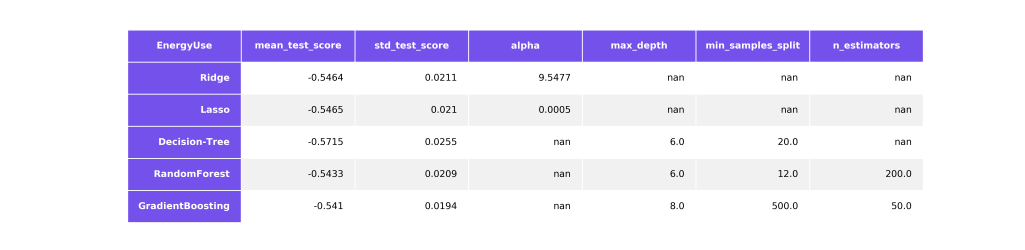 EnergyUse mean_test_score std_test_score alpha max_depth min_samples_split n_estimators
Ridge -0.5464 0.0211 9.5477 nan nan nan
Lasso -0.5465 0.021 0.0005 nan nan nan
Decision-Tree -0.5715 0.0255 nan 6.0 20.0 nan
RandomForest -0.5433 0.0209 nan 6.0 12.0 200.0
GradientBoosting -0.541 0.0194 nan 8.0 500.0 50.0